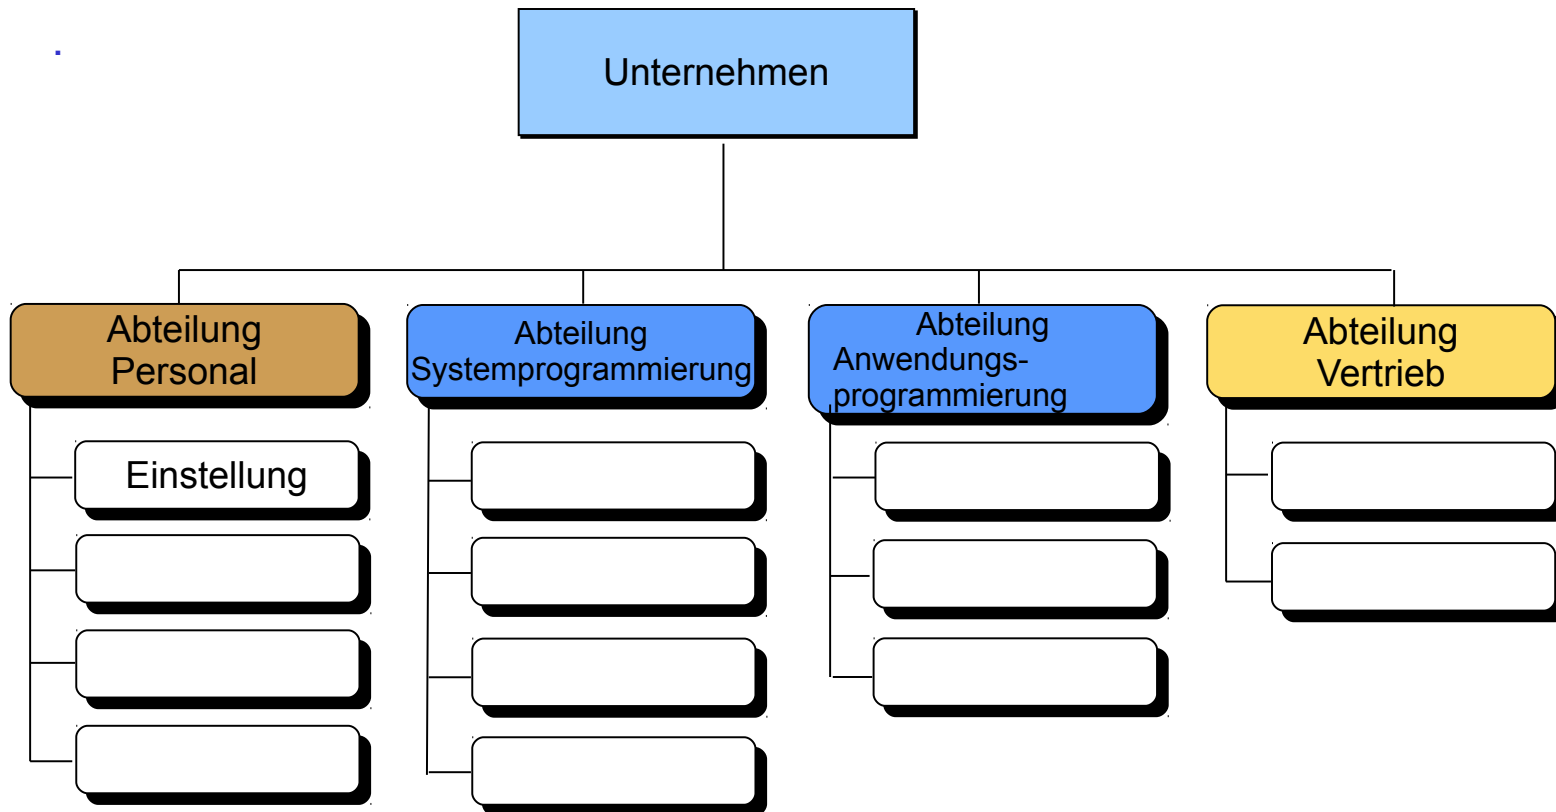 Unternehmen
Abteilung
Personal
Abteilung
Systemprogrammierung
Abteilung
Anwendungs-
programmierung
Abteilung
Vertrieb
Einstellung